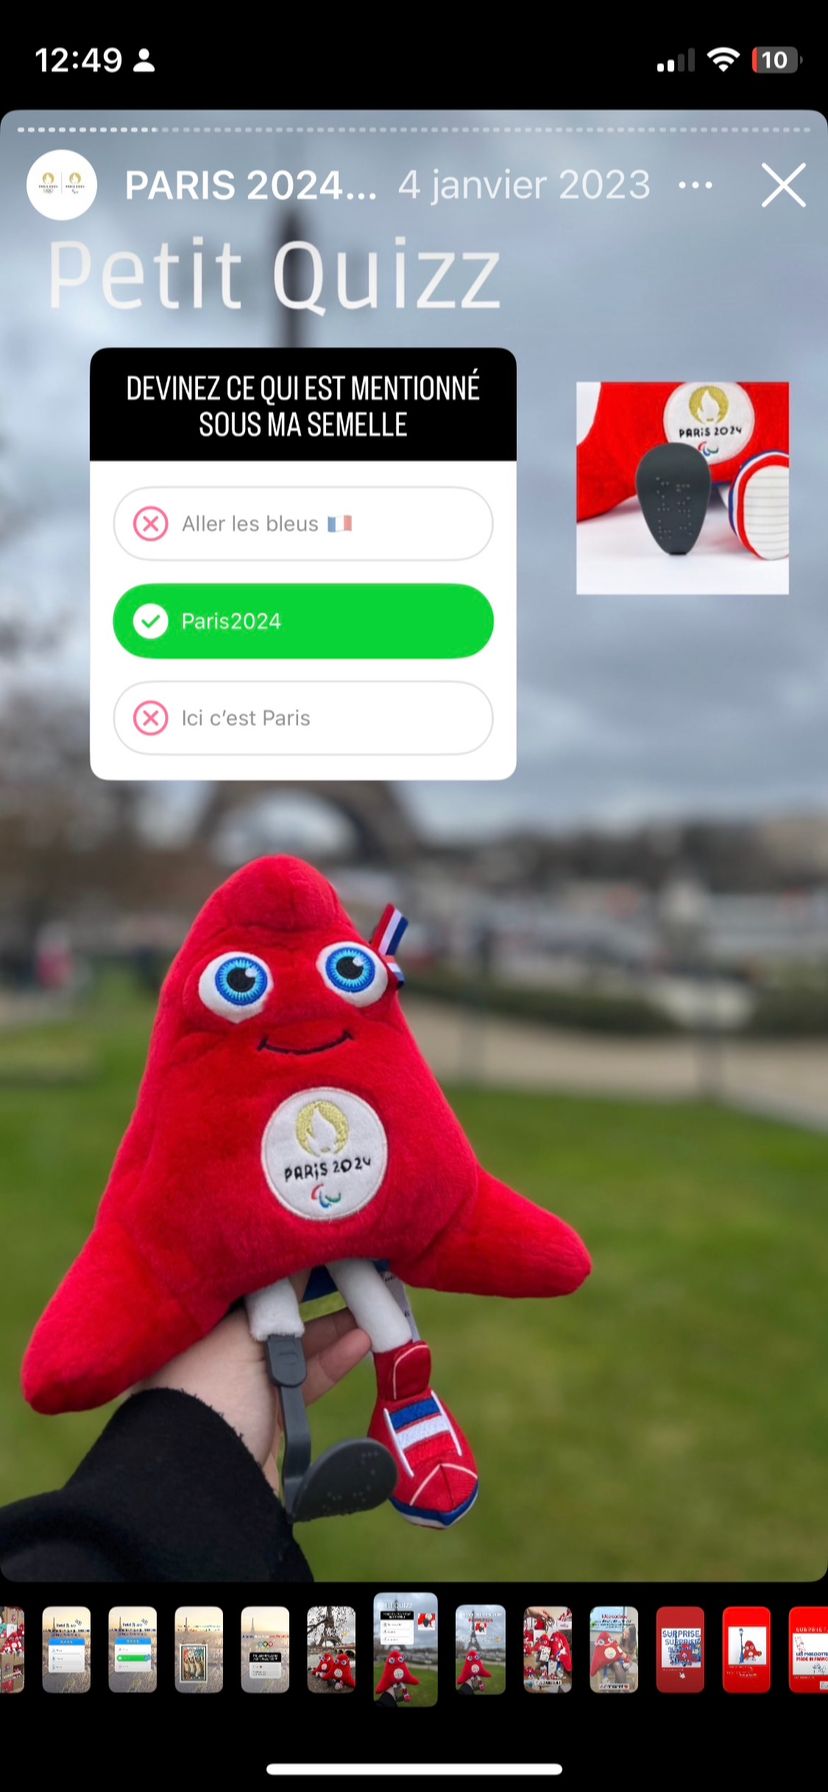 12:49
10
PARIS 2024... 4 janvier 2023
Petit Quizz
DEVINEZ CE QUI EST MENTIONNÉ
SOUS MA SEMELLE
Aller les bleus 🇫🇷
Paris2024
Ici c'est Paris
PARIS 2024
PARIS 2024
SURPRISE